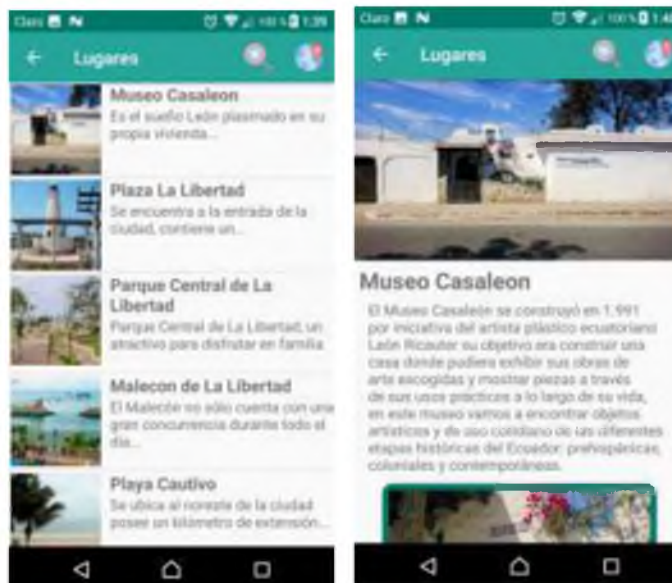 Claro N 100% 1:39
Lugares
Museo Casaleon
Es el sueño León plasmado en su
propia vivienda...
Plaza La Libertad
Se encuentra a la entrada de la
ciudad, contiene un...
Parque Central de La
Libertad
Parque Central de La Libertad, un
atractivo para disfrutar en familia
Malecon de La Libertad
El Malecón no sólo cuenta con una
gran concurrencia durante todo el
día...
Playa Cautivo
Se ubica al noreste de la ciudad
posee un kilómetro de extensión...
Claro N 100%
Lugares
Museo Casaleon
El Museo Casaleón se construyó en 1.991
por iniciativa del artista plástico ecuatoriano
León Ricaurte su objetivo era construir una
casa donde pudiera exhibir sus obras de
arte escogidas y mostrar piezas a través
de sus usos prácticos a lo largo de su vida,
en este museo vamos a encontrar objetos
artísticos y de uso cotidiano de las diferentes
etapas históricas del Ecuador: prehispánicas,
coloniales y contemporáneas.